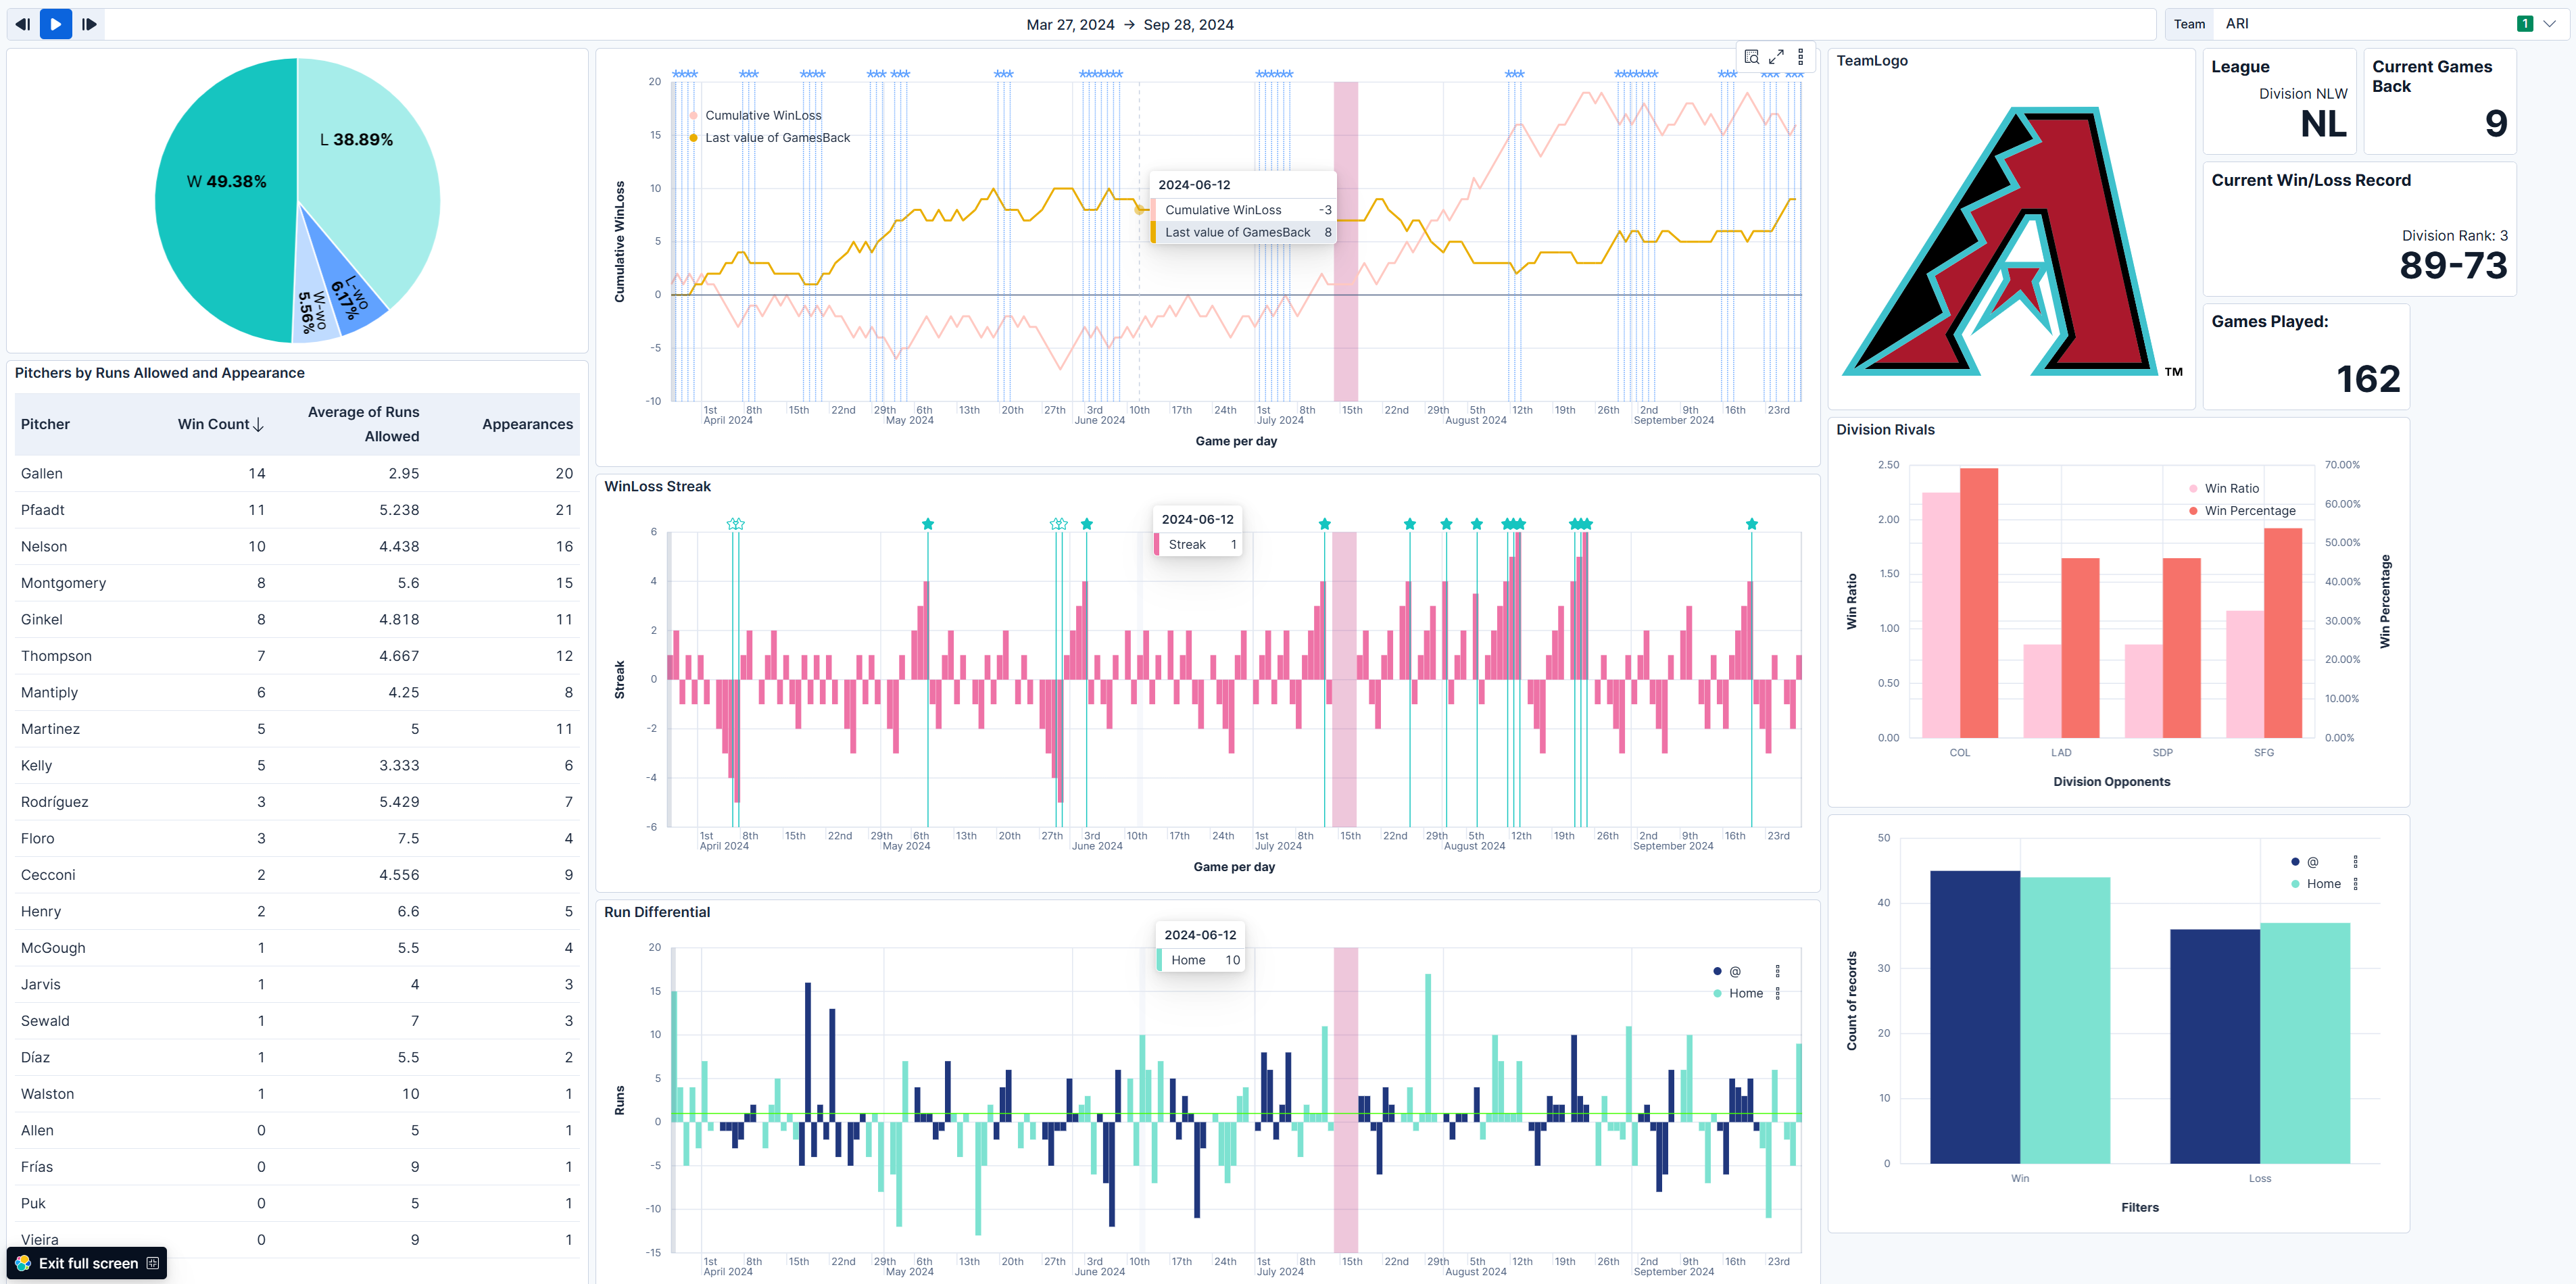 Mar 27, 2024 → Sep 28, 2024
Team ARI 1
L 38.89%
W 49.38%
L-wo 6.17%
W-wo 5.56%
Pitchers by Runs Allowed and Appearance
Pitcher Win Count Average of Runs Allowed Appearances
Gallen 14 2.95 20
Pfaadt 11 5.238 21
Nelson 10 4.438 16
Montgomery 8 5.6 15
Ginkel 8 4.818 11
Thompson 7 4.667 12
Mantiply 6 4.25 8
Martinez 5 5 11
Kelly 5 3.333 6
Rodríguez 3 5.429 7
Floro 3 7.5 4
Cecconi 2 4.556 9
Henry 2 6.6 5
McGough 1 5.5 4
Jarvis 1 4 3
Sewald 1 7 3
Díaz 1 5.5 2
Walston 1 10 1
Allen 0 5 1
Frías 0 9 1
Puk 0 5 1
Vieira 0 9 1
Exit full screen
Cumulative WinLoss
20
15
10
5
0
-5
-10
Cumulative WinLoss
Last value of GamesBack
2024-06-12
Cumulative WinLoss -3
Last value of GamesBack 8
1st 8th 15th 22nd 29th 6th 13th 20th 27th 3rd 10th 17th 24th 1st 8th 15th 22nd 29th 5th 12th 19th 26th 2nd 9th 16th 23rd
April 2024 May 2024 June 2024 July 2024 August 2024 September 2024
Game per day
WinLoss Streak
Streak
6
4
2
0
-2
-4
-6
2024-06-12
Streak 1
1st 8th 15th 22nd 29th 6th 13th 20th 27th 3rd 10th 17th 24th 1st 8th 15th 22nd 29th 5th 12th 19th 26th 2nd 9th 16th 23rd
April 2024 May 2024 June 2024 July 2024 August 2024 September 2024
Game per day
Run Differential
Runs
20
15
10
5
0
-5
-10
-15
2024-06-12
Home 10
@
Home
1st 8th 15th 22nd 29th 6th 13th 20th 27th 3rd 10th 17th 24th 1st 8th 15th 22nd 29th 5th 12th 19th 26th 2nd 9th 16th 23rd
April 2024 May 2024 June 2024 July 2024 August 2024 September 2024
TeamLogo
TM
League
Division NLW
NL
Current Games Back
9
Current Win/Loss Record
Division Rank: 3
89-73
Games Played:
162
Division Rivals
Win Ratio
2.50
2.00
1.50
1.00
0.50
0.00
Win Ratio
Win Percentage
70.00%
60.00%
50.00%
40.00%
30.00%
20.00%
10.00%
0.00%
Win Percentage
COL LAD SDP SFG
Division Opponents
Count of records
50
40
30
20
10
0
@
Home
Win Loss
Filters